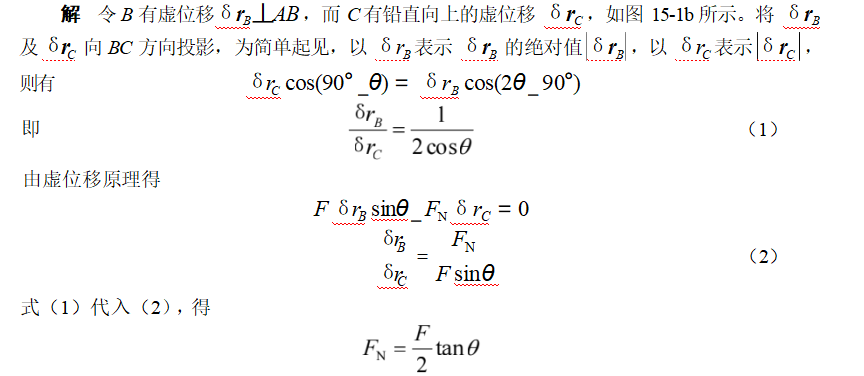 解 令 B 有虚位移 δr_B⊥AB，而 C 有铅直向上的虚位移 δr_C，如图 15-1b 所示。将 δr_B
及 δr_C 向 BC 方向投影，为简单起见，以 δr_B 表示 δr_B 的绝对值|δr_B|，以 δr_C 表示|δr_C|，
则有 δr_C cos(90°_θ) = δr_B cos(2θ_90°)
即 δr_B/δr_C = 1/(2cosθ) （1）
由虚位移原理得
F δr_B sinθ_F_N δr_C = 0
δr_B/δr_C = F_N/(F sinθ) （2）
式（1）代入（2），得
F_N = F/2 tanθ